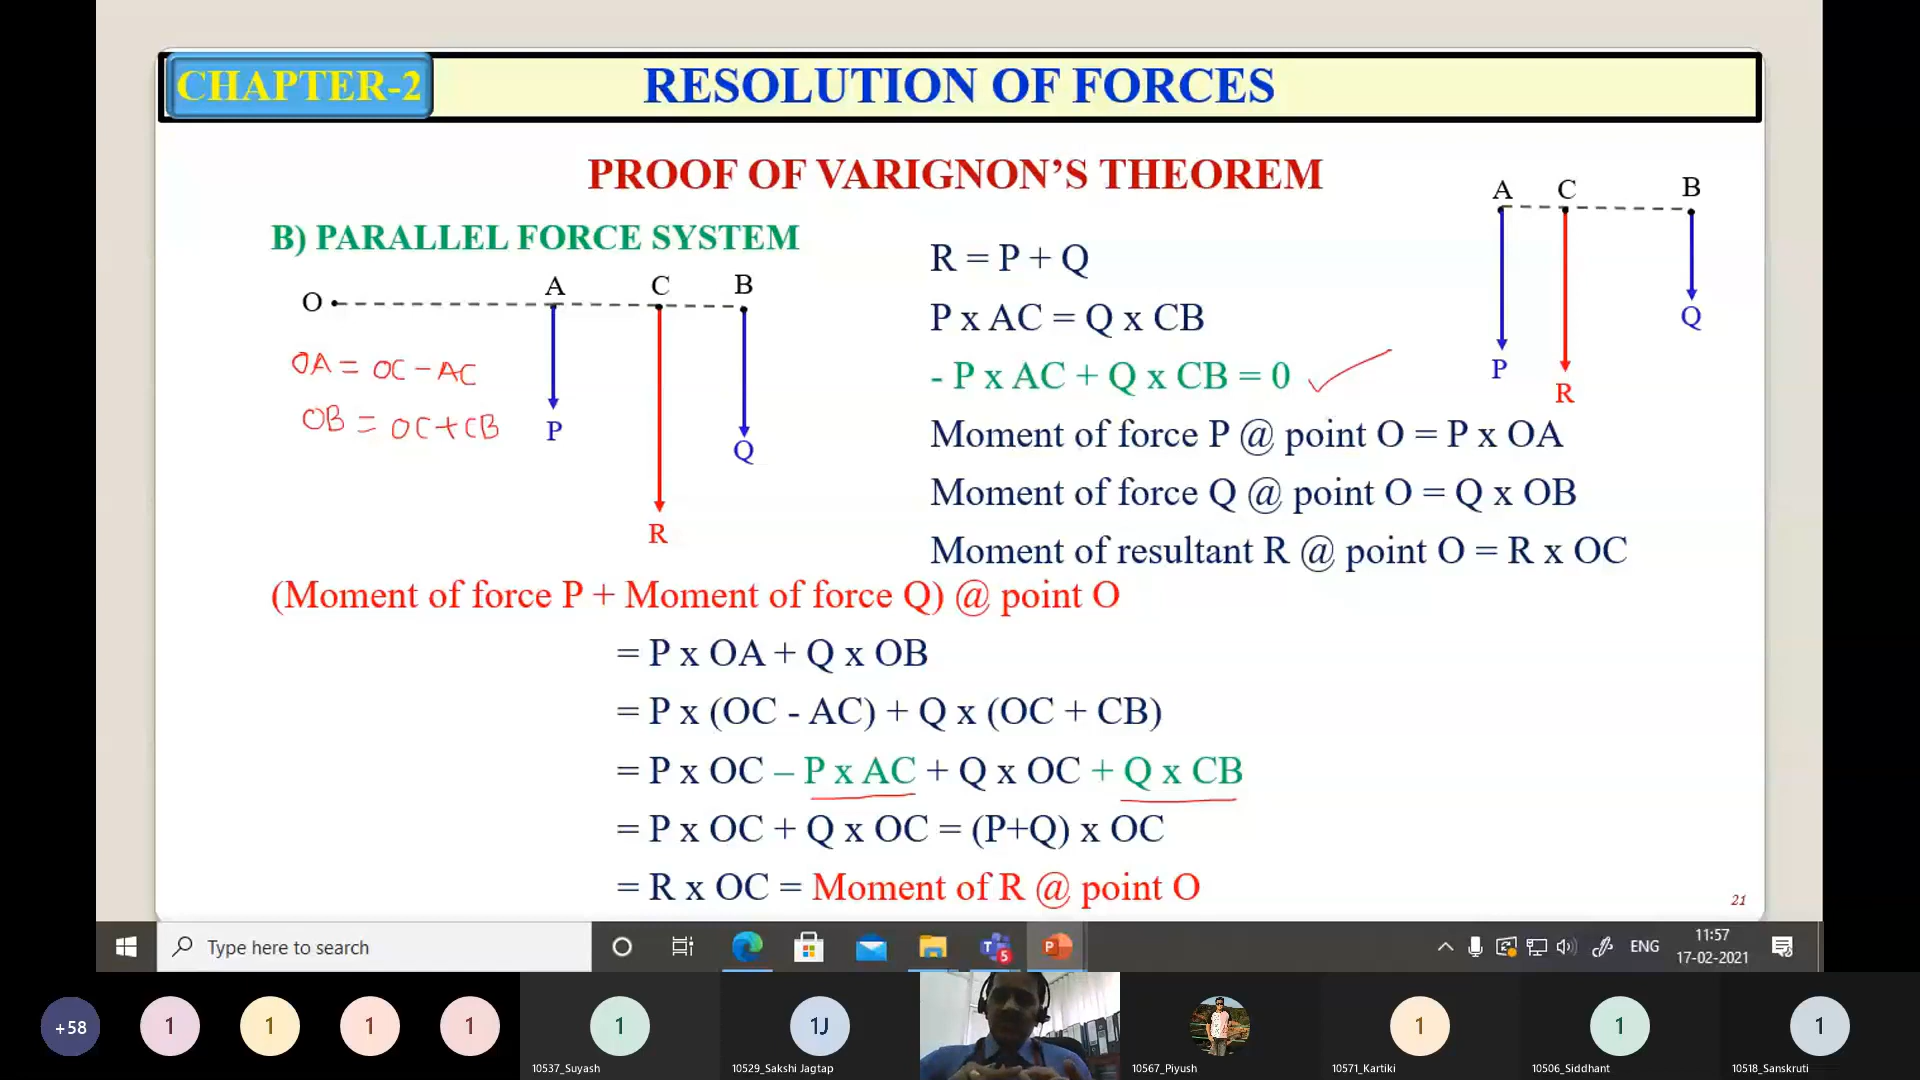 CHAPTER-2
RESOLUTION OF FORCES
PROOF OF VARIGNON’S THEOREM
B) PARALLEL FORCE SYSTEM
O A C B
OA = OC - AC
OB = OC + CB
P
Q
R
A C B
P
Q
R
R = P + Q
P x AC = Q x CB
- P x AC + Q x CB = 0
Moment of force P @ point O = P x OA
Moment of force Q @ point O = Q x OB
Moment of resultant R @ point O = R x OC
(Moment of force P + Moment of force Q) @ point O
= P x OA + Q x OB
= P x (OC - AC) + Q x (OC + CB)
= P x OC – P x AC + Q x OC + Q x CB
= P x OC + Q x OC = (P+Q) x OC
= R x OC = Moment of R @ point O
21
Type here to search
5
P
ENG
11:57
17-02-2021
+58
1
1
1
1
1
1J
1
1
1
10537_Suyash
10529_Sakshi Jagtap
10567_Piyush
10571_Kartiki
10506_Siddhant
10518_Sanskruti